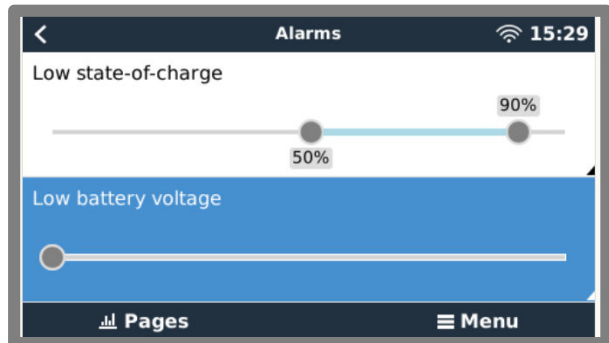 Alarms 15:29
Low state-of-charge
90%
50%
Low battery voltage
Pages Menu